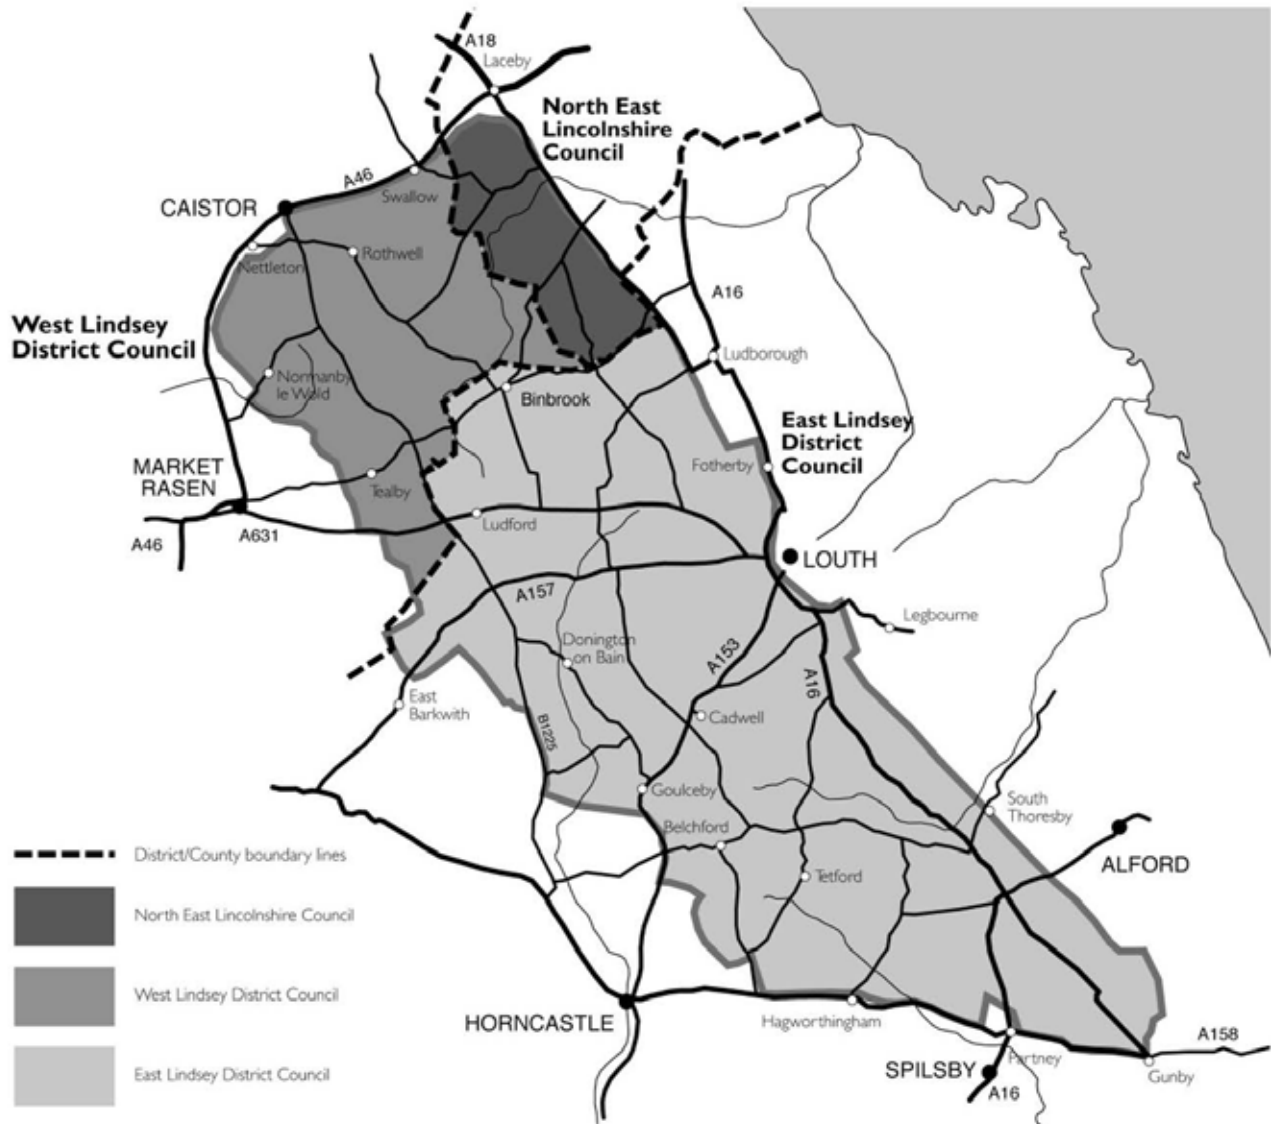 A18
Laceby
North East
Lincolnshire
Council
A46
Swallow
CAISTOR
Nettleton
Rothwell
A16
West Lindsey
District Council
Ludborough
Normanby
le Wold
Binbrook
East Lindsey
District
Council
MARKET
RASEN
Fotherby
Tealby
Ludford
A46
A631
LOUTH
A157
Legbourne
Donington
on Bain
A153
A16
East
Barkwith
Cadwell
B1225
Goulceby
South
Thoresby
Belchford
District/County boundary lines
ALFORD
Tetford
North East Lincolnshire Council
West Lindsey District Council
HORNCASTLE
Hagworthingham
A158
Partney
SPILSBY
Gunby
East Lindsey District Council
A16